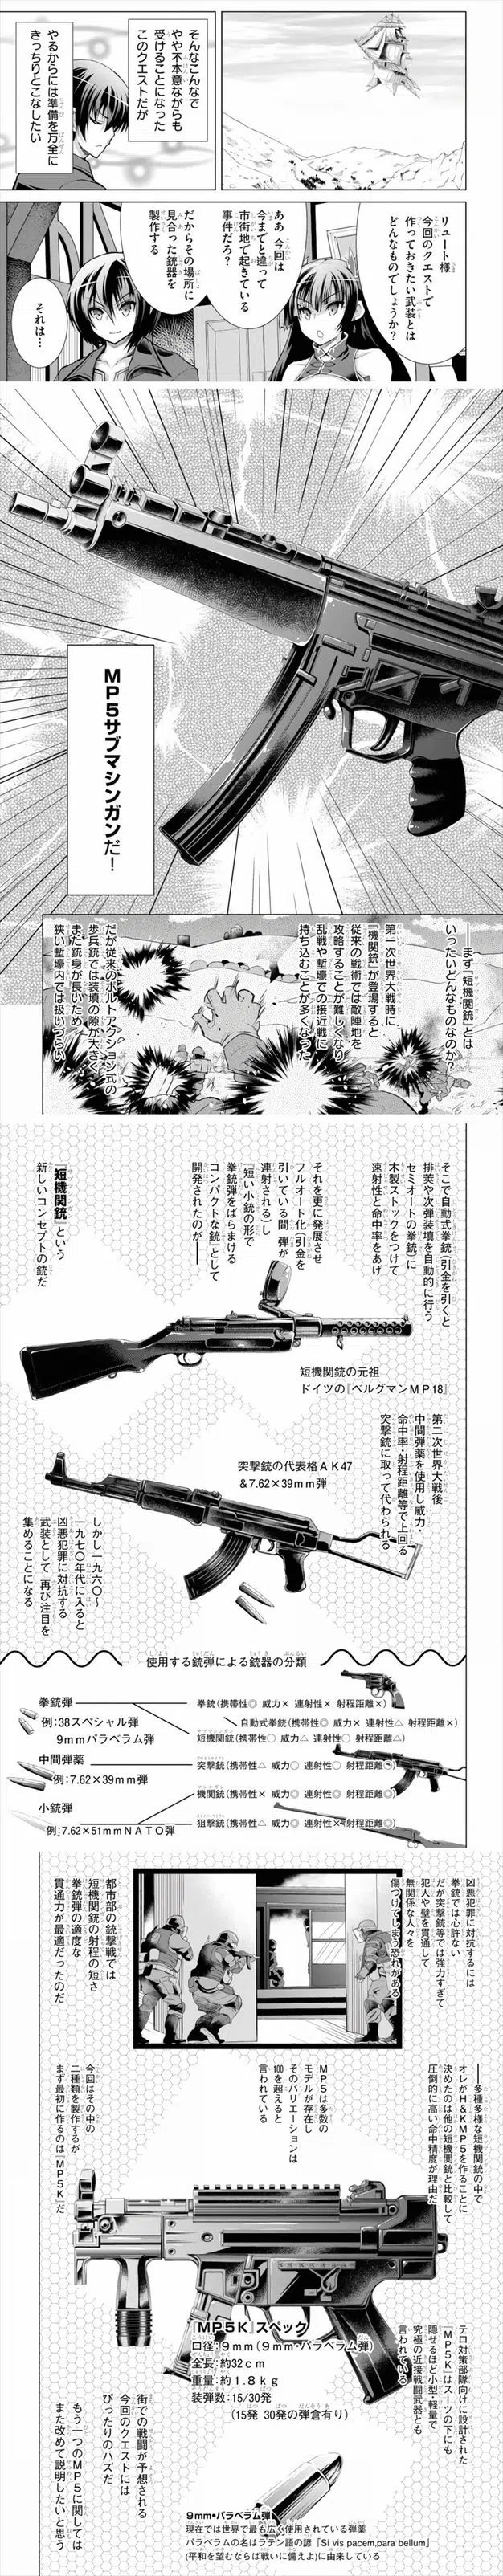 そんなこんなで
やや不本意ながらも
受けることになった
このクエストだが
やるからには準備を万全に
きっちりとこなしたい
リュート様
今回のクエストで
作っておきたい武装とは
どんなものでしょうか?
ああ 今回は
今までと違って
市街地で起きている
事件だろ?
だからその場所に
見合った銃器を
製作する
それは…
MP5サブマシンガンだ!
――まず『短機関銃』とは
いったいどんなものなのか?
第一次世界大戦時に
『機関銃』が登場すると
従来の戦術では敵陣地を
攻略することが難しくなり
乱戦や塹壕での接近戦に
持ち込むことが多くなった
だが従来のボルトアクション式の
歩兵銃では装填の隙が大きく
また銃身が長いため
狭い塹壕内では扱いづらい
そこで自動式拳銃(引金を引くと
排莢や次弾装填を自動的に行う
セミオートの拳銃)に
木製ストックをつけて
速射性と命中率をあげ
それを更に発展させ
フルオート化(引金を
引いている間 弾が
連射される)し
『短い小銃の形で
拳銃弾をばらまける
コンパクトな銃』として
開発されたのが――
『短機関銃』という
新しいコンセプトの銃だ
短機関銃の元祖
ドイツの『ベルグマンMP18』
第二次世界大戦後
中間弾薬を使用し威力・
命中率・射程距離等で上回る
突撃銃に取って代わられる
突撃銃の代表格AK47
&7.62×39mm弾
しかし一九六〇～
一九七〇年代に入ると
凶悪犯罪に対抗する
武装として 再び注目を
集めることになる
使用する銃弾による銃器の分類
拳銃弾
例:38スペシャル弾
9mmパラベラム弾
拳銃(携帯性◎ 威力× 連射性× 射程距離×)
自動式拳銃(携帯性◎ 威力× 連射性△ 射程距離×)
短機関銃(携帯性○ 威力△ 連射性○ 射程距離△)
中間弾薬
例:7.62×39mm弾
突撃銃(携帯性△ 威力○ 連射性○ 射程距離○)
小銃弾
例:7.62×51mmNATO弾
機関銃(携帯性× 威力◎ 連射性◎ 射程距離◎)
狙撃銃(携帯性△ 威力◎ 連射性× 射程距離◎)
凶悪犯罪に対抗するには
拳銃では心許ない
だが突撃銃等では強力すぎて
犯人や壁を貫通して
無関係な人々を
傷つけてしまう恐れがある
都市部の銃撃戦では
短機関銃の射程の短さ
拳銃弾の適度な
貫通力が最適だったのだ
――多種多様な短機関銃の中で
オレがH&KMP5を作ることに
決めたのは他の短機関銃と比較して
圧倒的に高い命中精度が理由だ
MP5は多数の
モデルが存在し
そのバリエーションは
100を超えると
言われている
今回はその中の
二種類を製作するが
まず最初に作るのは『MP5K』だ
『MP5K』スペック
口径:9mm(9mm・パラベラム弾)
全長:約32cm
重量:約1.8kg
装弾数:15/30発
(15発 30発の弾倉有り)
テロ対策部隊向けに設計された
『MP5K』はスーツの下にも
隠せるほど小型・軽量で
究極の近接戦闘武器とも
言われている
街での戦闘が予想される
今回のクエストには
ぴったりのハズだ
もう一つのMP5に関しては
また改めて説明したいと思う
9mm・パラベラム弾
現在では世界で最も広く使用されている弾薬
パラベラムの名はラテン語の諺「Si vis pacem,para bellum」
(平和を望むならば戦いに備えよ)に由来している